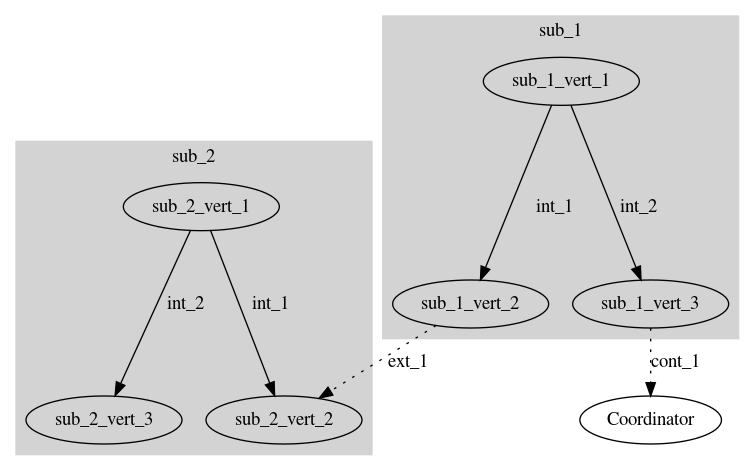 sub_1
sub_1_vert_1
sub_2
sub_2_vert_1
int_1
int_2
sub_1_vert_2
sub_1_vert_3
int_2
int_1
ext_1
cont_1
sub_2_vert_3
sub_2_vert_2
Coordinator